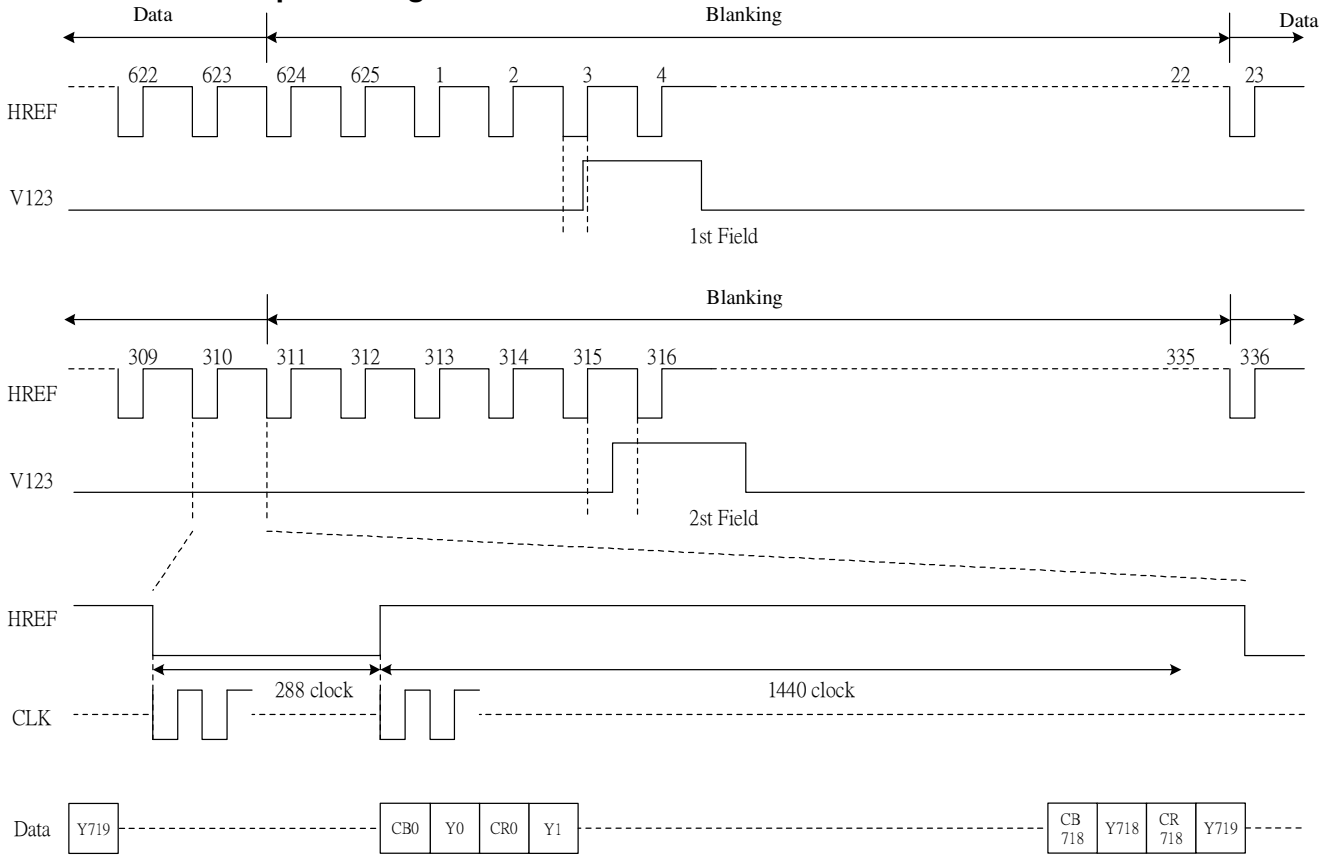 Data Blanking Data
622 623 624 625 1 2 3 4 22 23
HREF
V123
1st Field
Blanking
309 310 311 312 313 314 315 316 335 336
HREF
V123
2st Field
HREF
288 clock 1440 clock
CLK
Data Y719 CB0 Y0 CR0 Y1 CB 718 Y718 CR 718 Y719